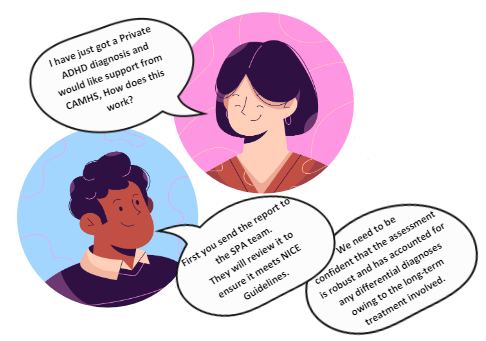 I have just got a Private
ADHD diagnosis and
would like support from
CAMHS, How does this
work?
First you send the report to
the SPA team.
They will review it to
ensure it meets NICE
Guidelines.
We need to be
confident that the assessment
is robust and has accounted for
any differential diagnoses
owing to the long-term
treatment involved.